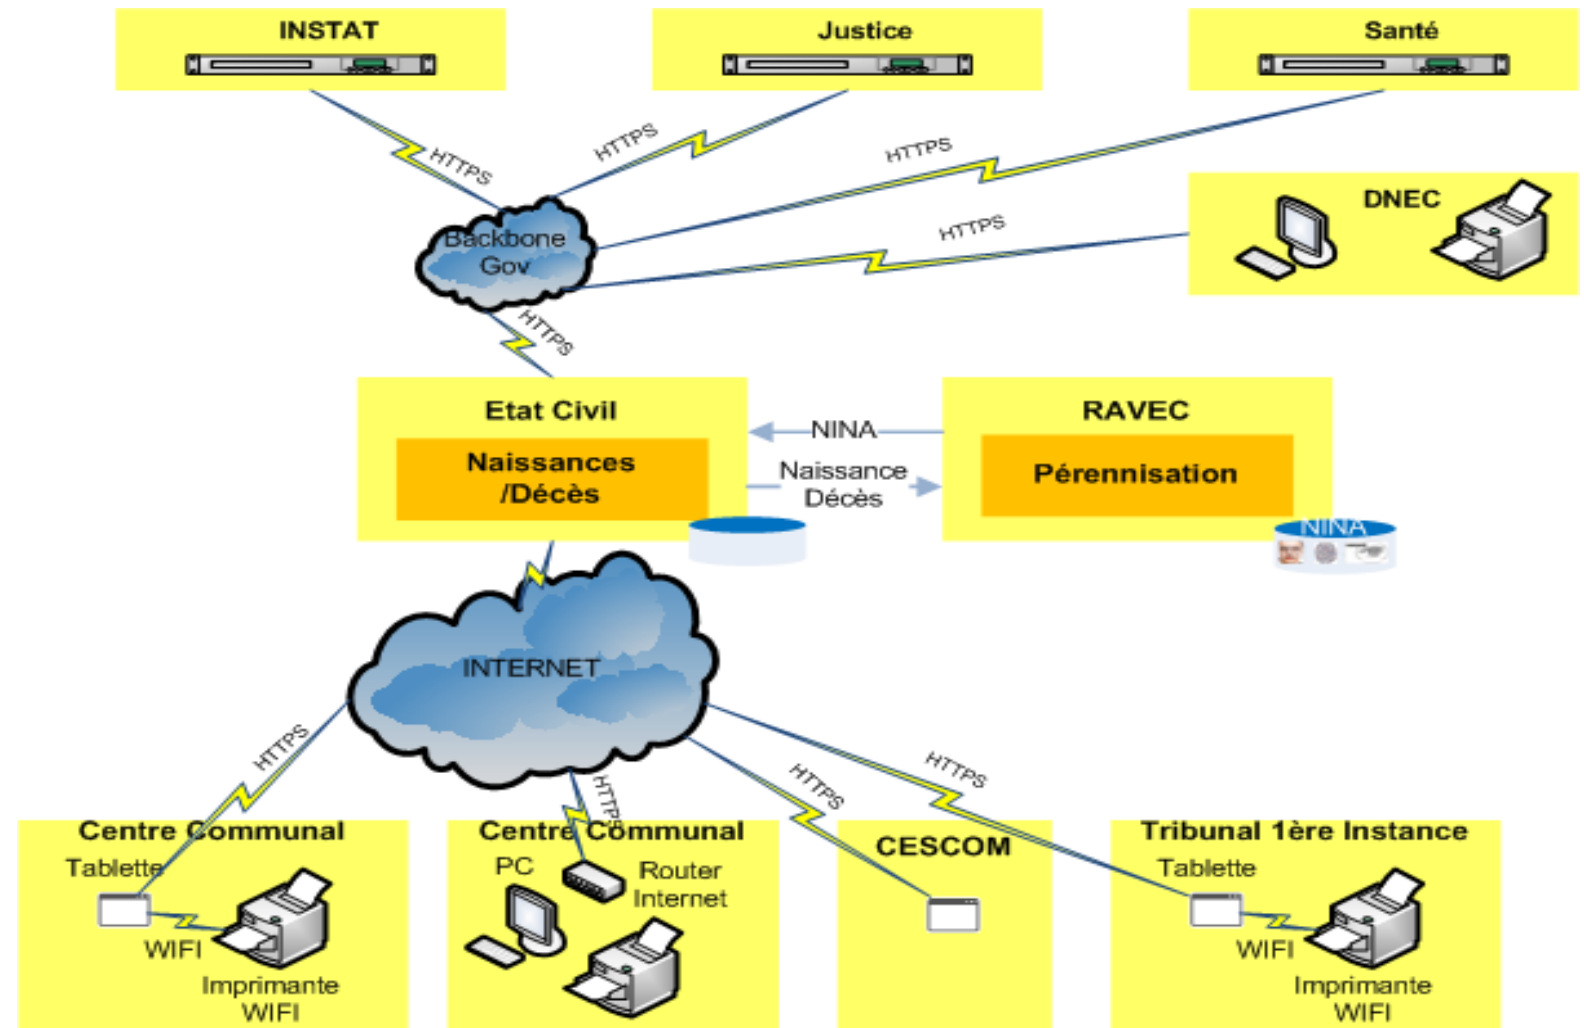 INSTAT
Justice
Santé
HTTPS
HTTPS
HTTPS
DNEC
HTTPS
Backbone
Gov
HTTPS
Etat Civil
RAVEC
NINA
Naissances
/Décès
Naissance
Décès
Pérennisation
NINA
INTERNET
HTTPS
HTTPS
HTTPS
HTTPS
Centre Communal
Tablette
WIFI
Imprimante
WIFI
Centre Communal
PC
Router
Internet
CESCOM
Tribunal 1ère Instance
Tablette
WIFI
Imprimante
WIFI